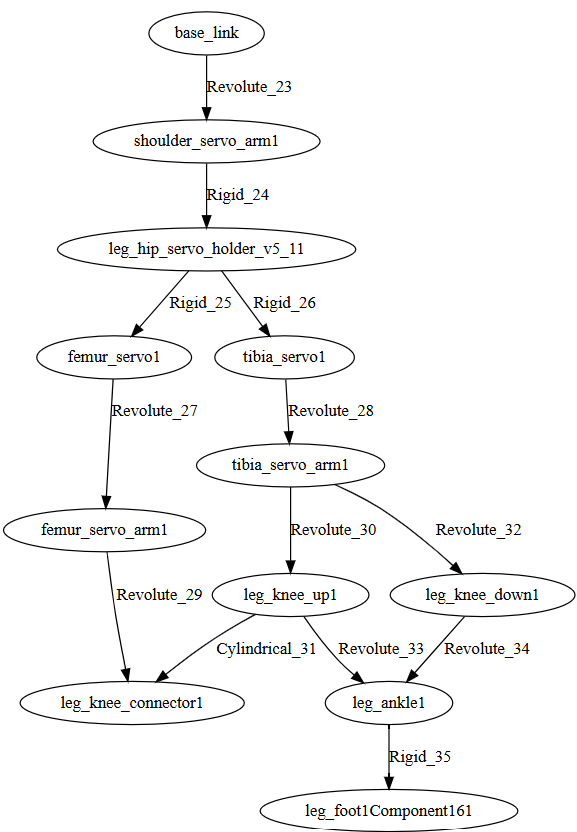 base_link
Revolute_23
shoulder_servo_arm1
Rigid_24
leg_hip_servo_holder_v5_11
Rigid_25
Rigid_26
femur_servo1
tibia_servo1
Revolute_27
Revolute_28
tibia_servo_arm1
femur_servo_arm1
Revolute_30
Revolute_32
Revolute_29
leg_knee_up1
leg_knee_down1
Cylindrical_31
Revolute_33
Revolute_34
leg_knee_connector1
leg_ankle1
Rigid_35
leg_foot1Component161